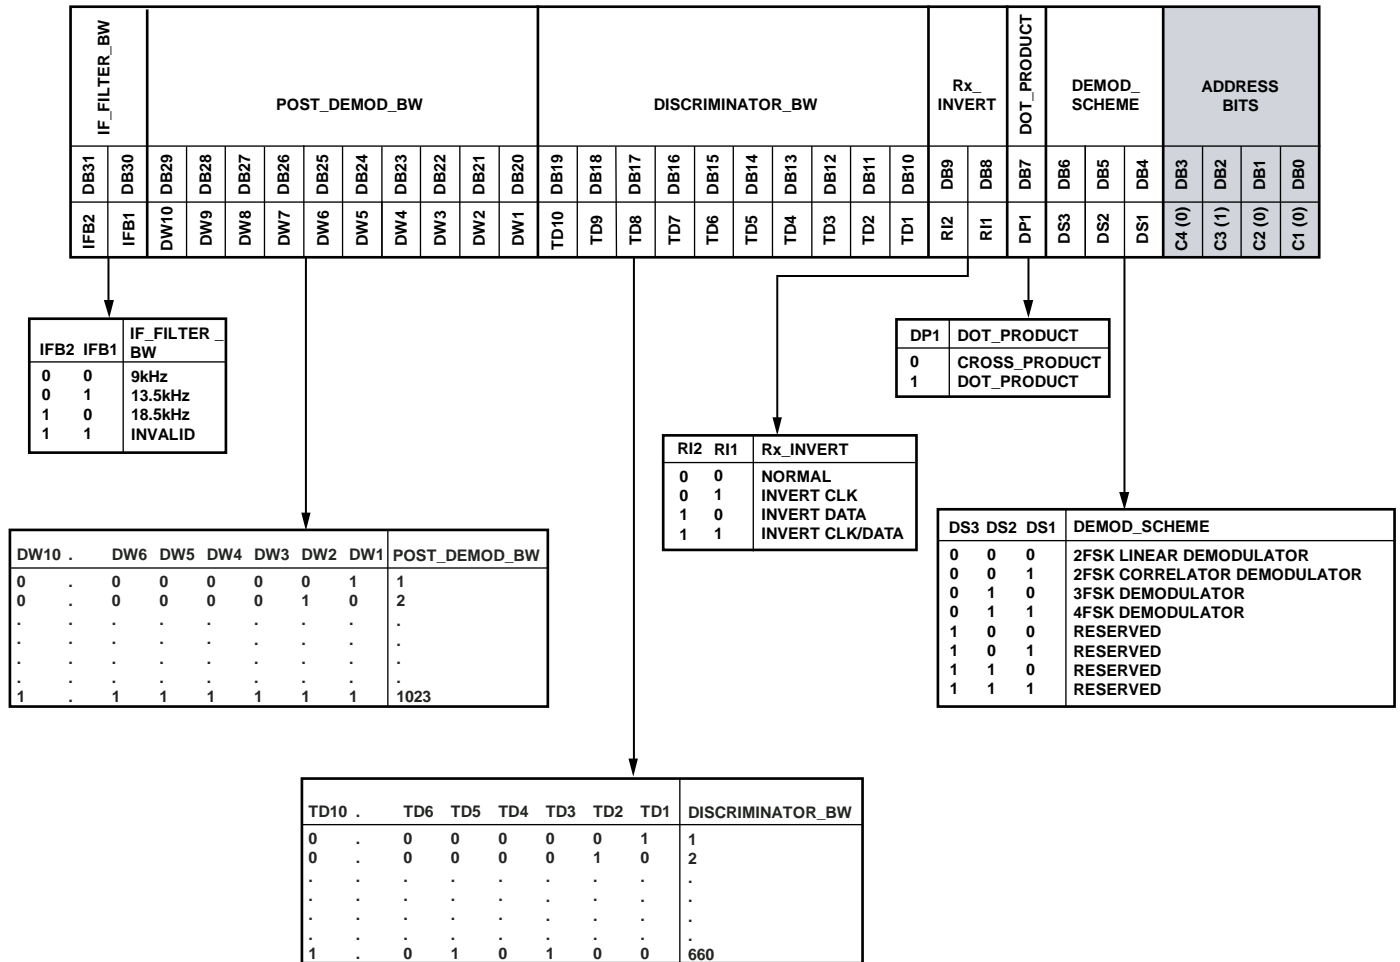 IF_FILTER_BW
POST_DEMOD_BW
DISCRIMINATOR_BW
Rx_
INVERT
DOT_PRODUCT
DEMOD_
SCHEME
ADDRESS
BITS
DB31 DB30 DB29 DB28 DB27 DB26 DB25 DB24 DB23 DB22 DB21 DB20 DB19 DB18 DB17 DB16 DB15 DB14 DB13 DB12 DB11 DB10 DB9 DB8 DB7 DB6 DB5 DB4 DB3 DB2 DB1 DB0
IFB2 IFB1 DW10 DW9 DW8 DW7 DW6 DW5 DW4 DW3 DW2 DW1 TD10 TD9 TD8 TD7 TD6 TD5 TD4 TD3 TD2 TD1 RI2 RI1 DP1 DS3 DS2 DS1 C4 (0) C3 (1) C2 (0) C1 (0)
IFB2 IFB1 IF_FILTER_
BW
0 0 9kHz
0 1 13.5kHz
1 0 18.5kHz
1 1 INVALID
DP1 DOT_PRODUCT
0 CROSS_PRODUCT
1 DOT_PRODUCT
RI2 RI1 Rx_INVERT
0 0 NORMAL
0 1 INVERT CLK
1 0 INVERT DATA
1 1 INVERT CLK/DATA
DS3 DS2 DS1 DEMOD_SCHEME
0 0 0 2FSK LINEAR DEMODULATOR
0 0 1 2FSK CORRELATOR DEMODULATOR
0 1 0 3FSK DEMODULATOR
0 1 1 4FSK DEMODULATOR
1 0 0 RESERVED
1 0 1 RESERVED
1 1 0 RESERVED
1 1 1 RESERVED
DW10 . DW6 DW5 DW4 DW3 DW2 DW1 POST_DEMOD_BW
0 . 0 0 0 0 0 1 1
0 . 0 0 0 0 1 0 2
. . . . . . . . .
. . . . . . . . .
. . . . . . . . .
. . . . . . . . .
1 . 1 1 1 1 1 1 1023
TD10 . TD6 TD5 TD4 TD3 TD2 TD1 DISCRIMINATOR_BW
0 . 0 0 0 0 0 1 1
0 . 0 0 0 0 1 0 2
. . . . . . . . .
. . . . . . . . .
. . . . . . . . .
. . . . . . . . .
1 . 0 1 0 1 0 0 660